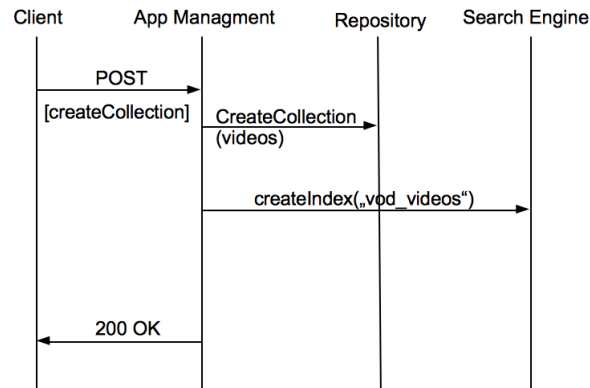 Client
App Managment
Repository
Search Engine
POST
[createCollection]
CreateCollection
(videos)
createIndex(„vod_videos“)
200 OK